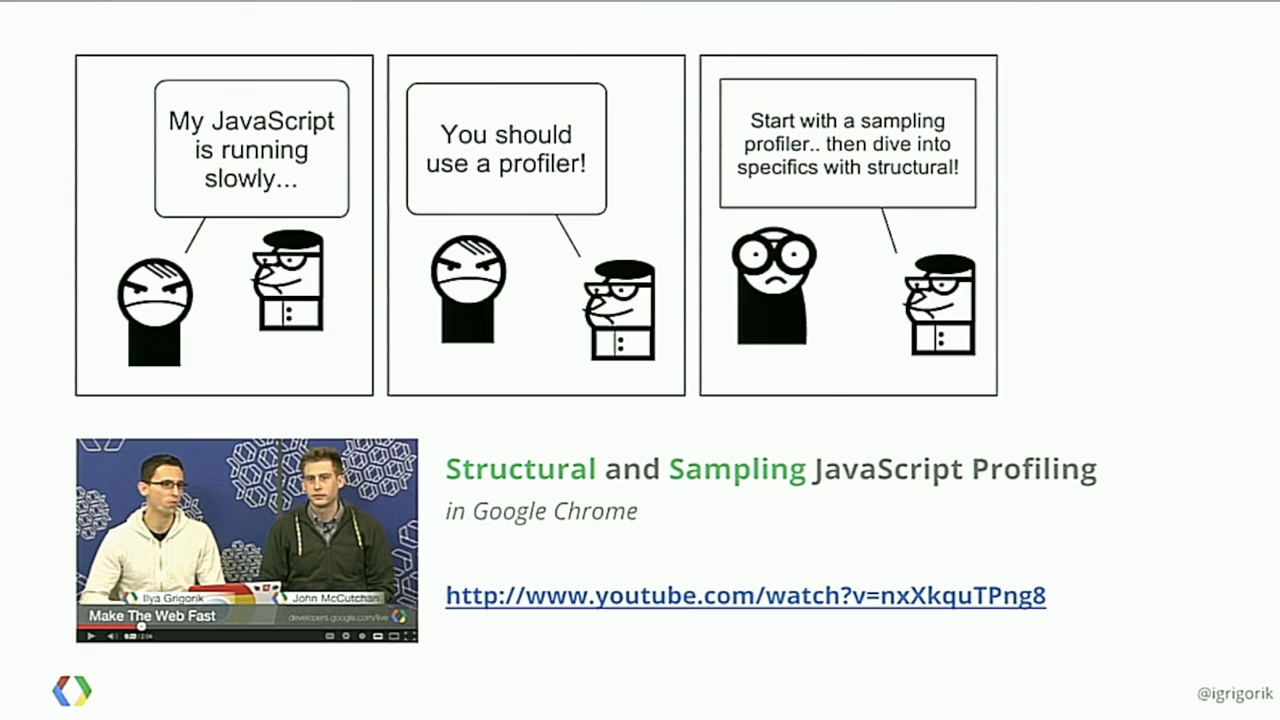 My JavaScript
is running
slowly...
You should
use a profiler!
Start with a sampling
profiler.. then dive into
specifics with structural!
Structural and Sampling JavaScript Profiling
in Google Chrome
http://www.youtube.com/watch?v=nxXkquTPng8
Ilya Grigorik
John McCutchan
Make The Web Fast
developers.google.com/live
@igrigorik